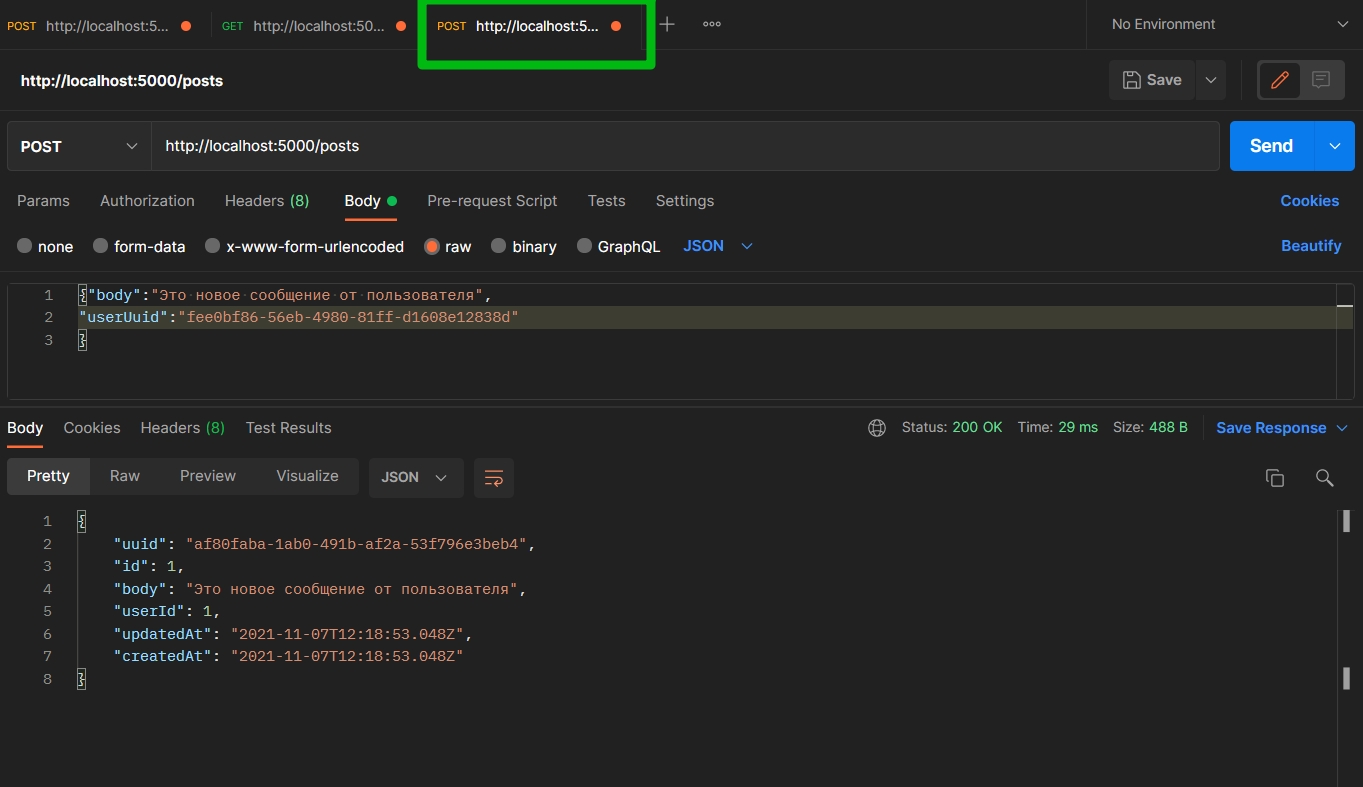 POST http://localhost:5... GET http://localhost:50... POST http://localhost:5... No Environment
http://localhost:5000/posts Save
POST http://localhost:5000/posts Send
Params Authorization Headers (8) Body Pre-request Script Tests Settings Cookies
none form-data x-www-form-urlencoded raw binary GraphQL JSON Beautify
1 {"body":"Это новое сообщение от пользователя",
2 "userUuid":"fee0bf86-56eb-4980-81ff-d1608e12838d"
3 }
Body Cookies Headers (8) Test Results Status: 200 OK Time: 29 ms Size: 488 B Save Response
Pretty Raw Preview Visualize JSON
1 {
2 "uuid": "af80faba-1ab0-491b-af2a-53f796e3beb4",
3 "id": 1,
4 "body": "Это новое сообщение от пользователя",
5 "userId": 1,
6 "updatedAt": "2021-11-07T12:18:53.048Z",
7 "createdAt": "2021-11-07T12:18:53.048Z"
8 }